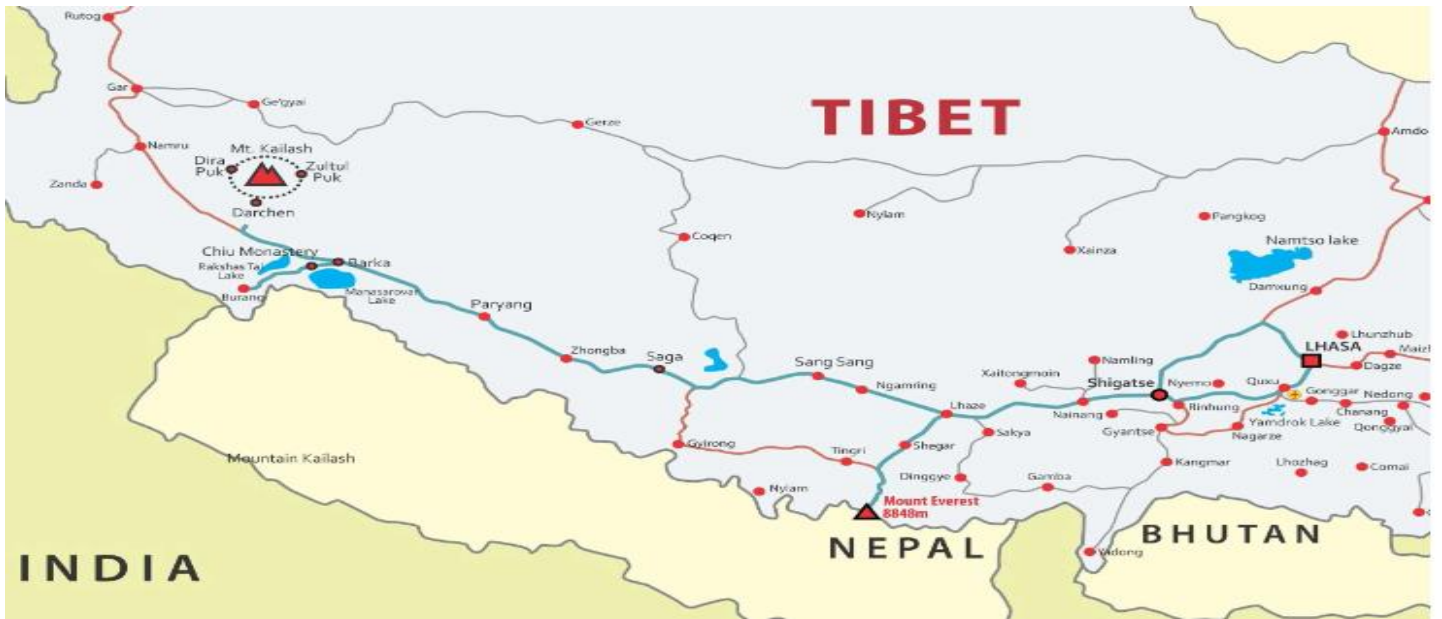 Rutog
Gar
Ge'gyai
Gerze
TIBET
Amdo
Namru
Mt. Kailash
Dira
Puk
Zultul
Puk
Zanda
Darchen
Nylam
Pangkog
Coqen
Xainza
Namtso lake
Chiu Monastery
Barka
Rakshas Tal
Lake
Burang
Manasarovar
Lake
Damxung
Paryang
Lhunzhub
LHASA
Zhongba
Saga
Sang Sang
Namling
Dagze
Xaitongmoin
Shigatse
Nyemo
Quxu
Ngamring
Gonggar
Nedong
Lhaze
Nainang
Rinhung
Chanang
Yamdrok Lake
Qonggyai
Gyantse
Nagarze
Sakya
Gyirong
Tingri
Shegar
Mountain Kailash
Kangmar
Lhozhag
Comai
Dinggye
Gamba
Nylam
Mount Everest
8848m
NEPAL
BHUTAN
Yadong
INDIA